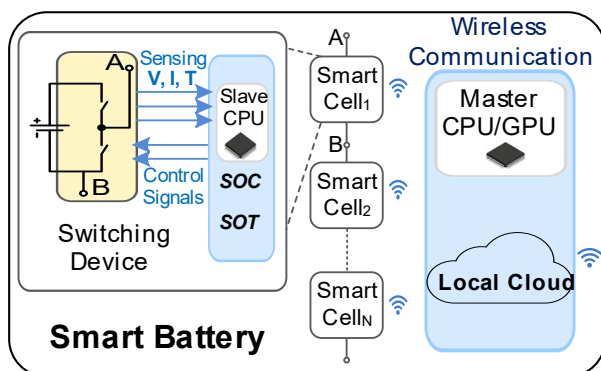 A
Sensing
V, I, T
Slave
CPU
Control
Signals
SOC
SOT
B
+
-
Switching
Device
A
Smart
Cell1
B
Smart
Cell2
Smart
CellN
Wireless
Communication
Master
CPU/GPU
Local Cloud
Smart Battery